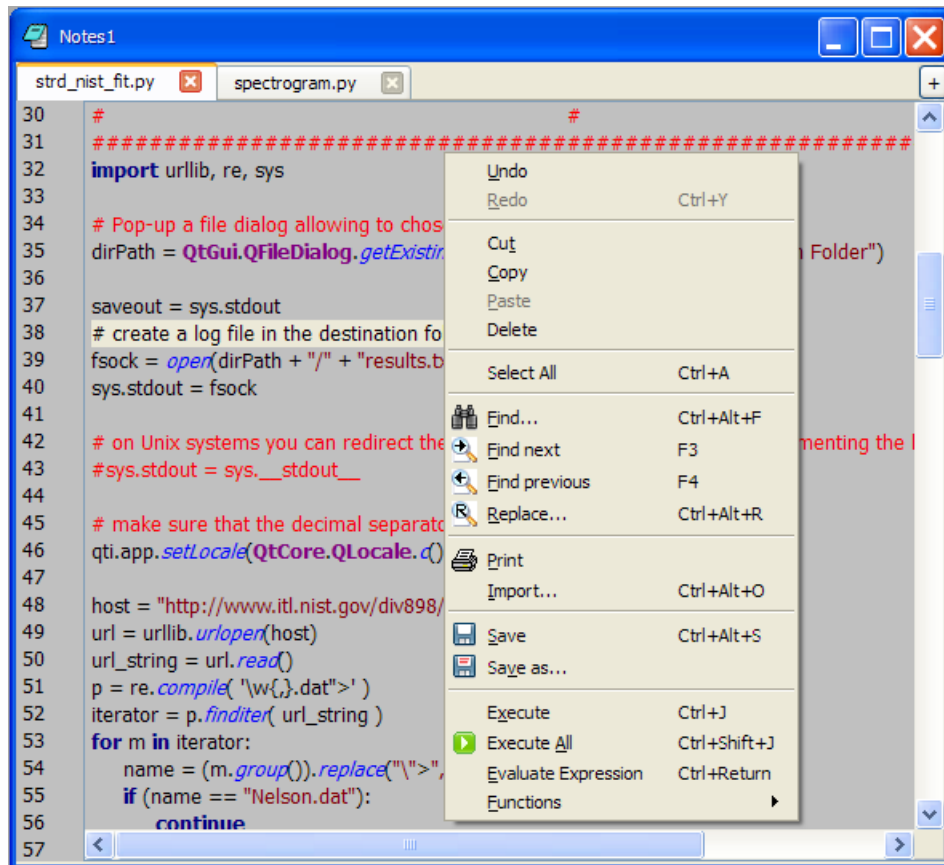 Notes1
strd_nist_fit.py spectrogram.py +
30 # #
31 #########################################################
32 import urllib, re, sys
33
34 # Pop-up a file dialog allowing to chos
35 dirPath = QtGui.QFileDialog.getExistin Folder")
36
37 saveout = sys.stdout
38 # create a log file in the destination fo
39 fsock = open(dirPath + "/" + "results.tx
40 sys.stdout = fsock
41
42 # on Unix systems you can redirect the menting the
43 #sys.stdout = sys.__stdout__
44
45 # make sure that the decimal separato
46 qti.app.setLocale(QtCore.QLocale.c()
47
48 host = "http://www.itl.nist.gov/div898/
49 url = urllib.urlopen(host)
50 url_string = url.read()
51 p = re.compile( '\w{,}.dat">' )
52 iterator = p.finditer( url_string )
53 for m in iterator:
54 name = (m.group()).replace("\">",
55 if (name == "Nelson.dat"):
56 continue
57
Undo
Redo Ctrl+Y
Cut
Copy
Paste
Delete
Select All Ctrl+A
Find... Ctrl+Alt+F
Find next F3
Find previous F4
Replace... Ctrl+Alt+R
Print
Import... Ctrl+Alt+O
Save Ctrl+Alt+S
Save as...
Execute Ctrl+J
Execute All Ctrl+Shift+J
Evaluate Expression Ctrl+Return
Functions